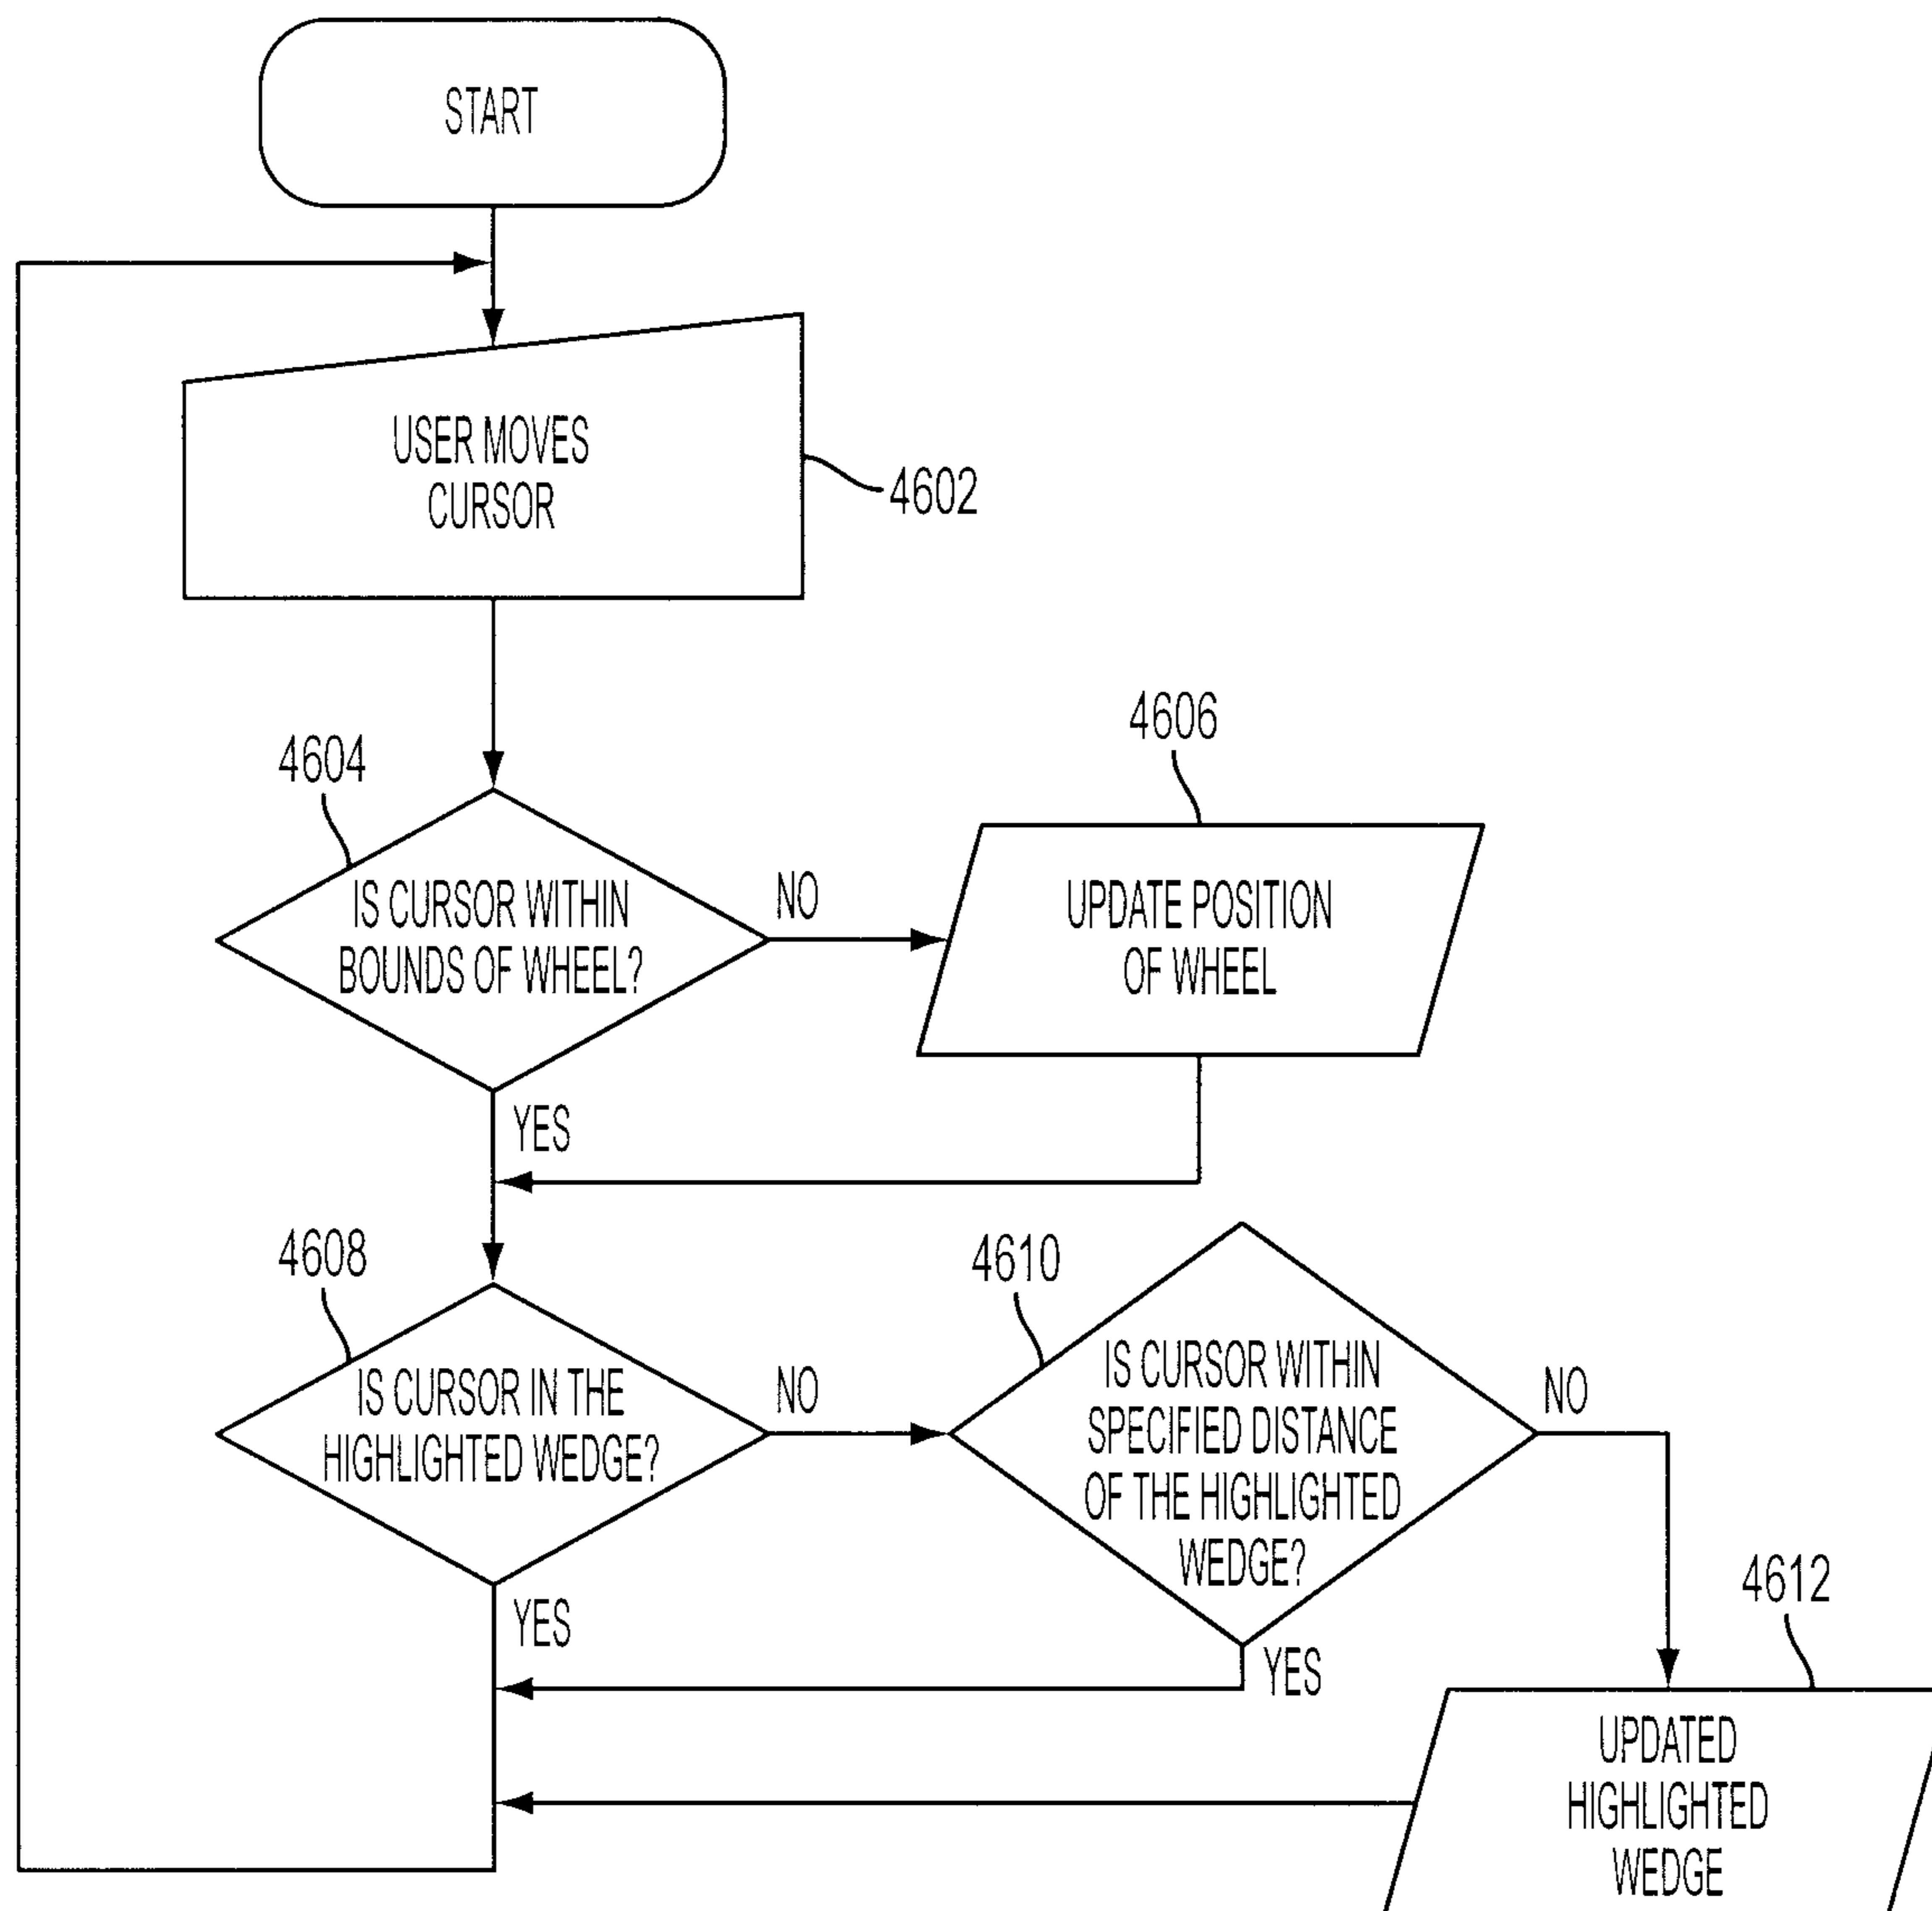 START
USER MOVES
CURSOR
4602
4604
IS CURSOR WITHIN
BOUNDS OF WHEEL?
NO
4606
UPDATE POSITION
OF WHEEL
YES
4608
IS CURSOR IN THE
HIGHLIGHTED WEDGE?
NO
4610
IS CURSOR WITHIN
SPECIFIED DISTANCE
OF THE HIGHLIGHTED
WEDGE?
NO
YES
YES
4612
UPDATED
HIGHLIGHTED
WEDGE